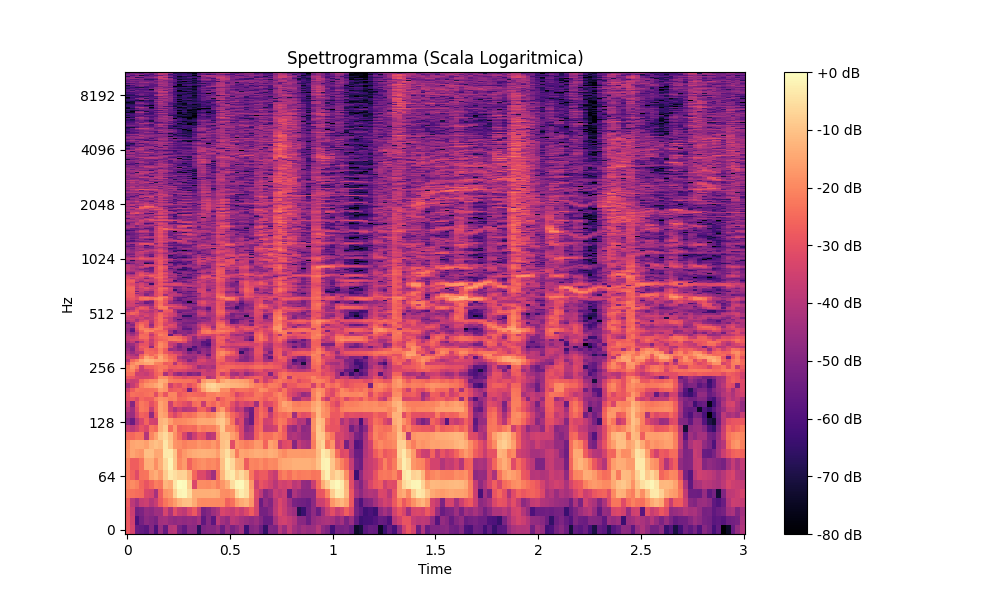 Spettrogramma (Scala Logaritmica)
8192
4096
2048
1024
512
256
128
64
0
Hz
0
0.5
1
1.5
2
2.5
3
Time
+0 dB
-10 dB
-20 dB
-30 dB
-40 dB
-50 dB
-60 dB
-70 dB
-80 dB